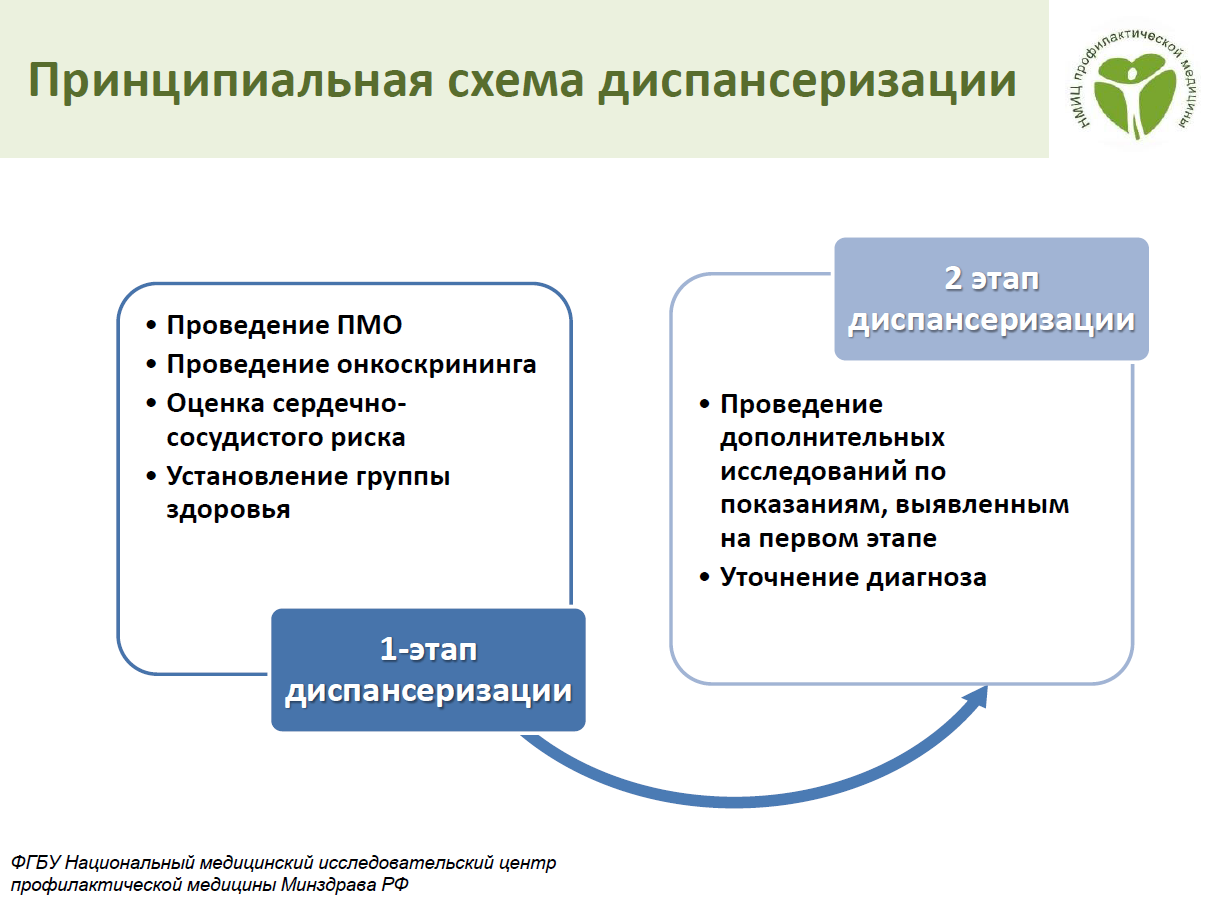 Принципиальная схема диспансеризации
НМИЦ профилактической медицины
• Проведение ПМО
• Проведение онкоскрининга
• Оценка сердечно-
сосудистого риска
• Установление группы
здоровья
1-этап
диспансеризации
2 этап
диспансеризации
• Проведение
дополнительных
исследований по
показаниям, выявленным
на первом этапе
• Уточнение диагноза
ФГБУ Национальный медицинский исследовательский центр
профилактической медицины Минздрава РФ